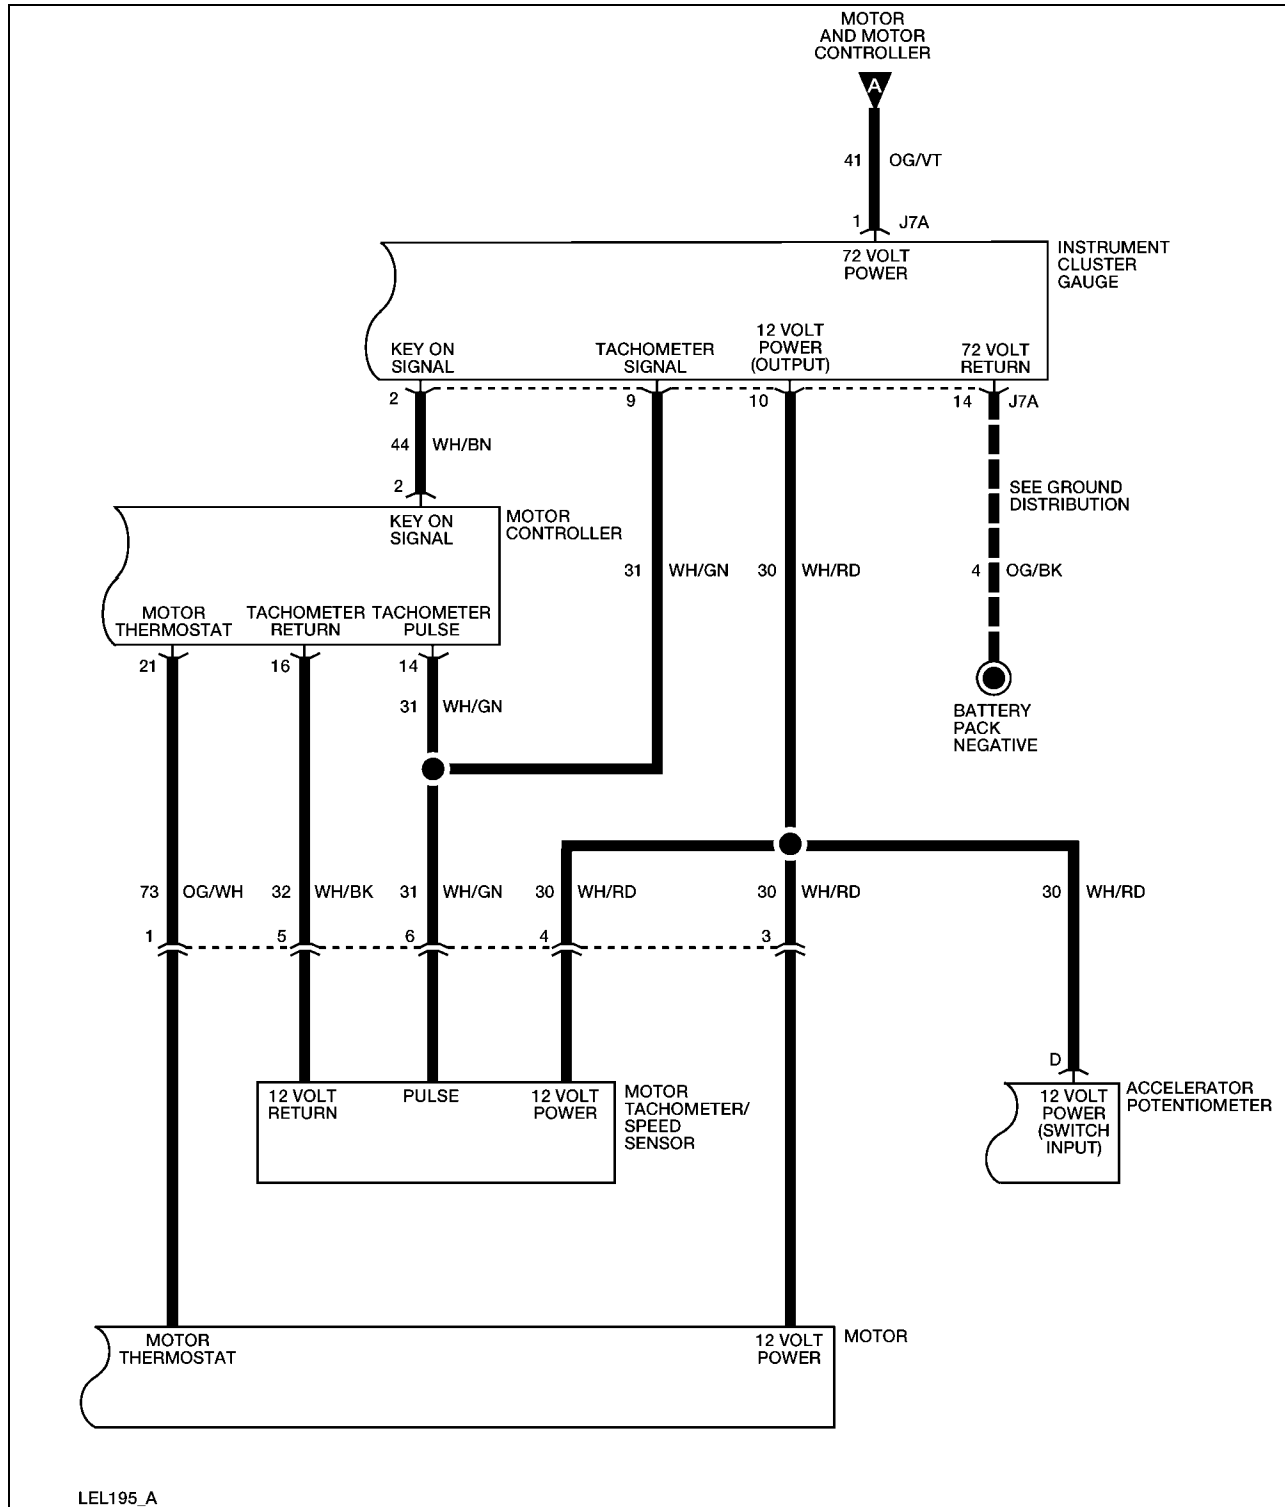 MOTOR
AND MOTOR
CONTROLLER
A
41 OG/VT
1 J7A
72 VOLT
POWER
INSTRUMENT
CLUSTER
GAUGE
KEY ON
SIGNAL
TACHOMETER
SIGNAL
12 VOLT
POWER
(OUTPUT)
72 VOLT
RETURN
2 9 10 14 J7A
44 WH/BN
2
SEE GROUND
DISTRIBUTION
KEY ON
SIGNAL
MOTOR
CONTROLLER
31 WH/GN 30 WH/RD 4 OG/BK
MOTOR
THERMOSTAT
TACHOMETER
RETURN
TACHOMETER
PULSE
21 16 14
31 WH/GN
BATTERY
PACK
NEGATIVE
73 OG/WH 32 WH/BK 31 WH/GN 30 WH/RD 30 WH/RD 30 WH/RD
1 5 6 4 3
D
12 VOLT
RETURN
PULSE
12 VOLT
POWER
MOTOR
TACHOMETER/
SPEED
SENSOR
12 VOLT
POWER
(SWITCH
INPUT)
ACCELERATOR
POTENTIOMETER
MOTOR
THERMOSTAT
12 VOLT
POWER
MOTOR
LEL195_A